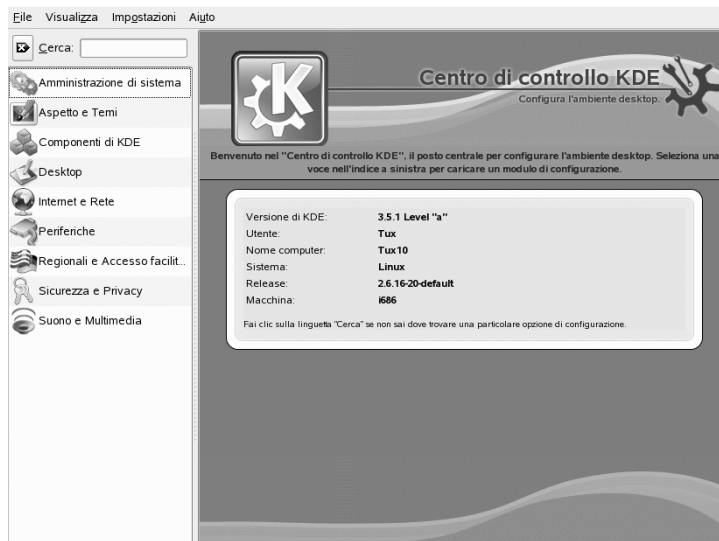 File Visualizza Impostazioni Aiuto
Cerca:
Amministrazione di sistema
Aspetto e Temi
Componenti di KDE
Desktop
Internet e Rete
Periferiche
Regionali e Accesso facilit...
Sicurezza e Privacy
Suono e Multimedia
Centro di controllo KDE
Configura l'ambiente desktop.
Benvenuto nel "Centro di controllo KDE", il posto centrale per configurare l'ambiente desktop. Seleziona una
voce nell'indice a sinistra per caricare un modulo di configurazione.
Versione di KDE: 3.5.1 Level "a"
Utente: Tux
Nome computer: Tux10
Sistema: Linux
Release: 2.6.16-20-default
Macchina: i686
Fai clic sulla linguetta "Cerca" se non sai dove trovare una particolare opzione di configurazione.